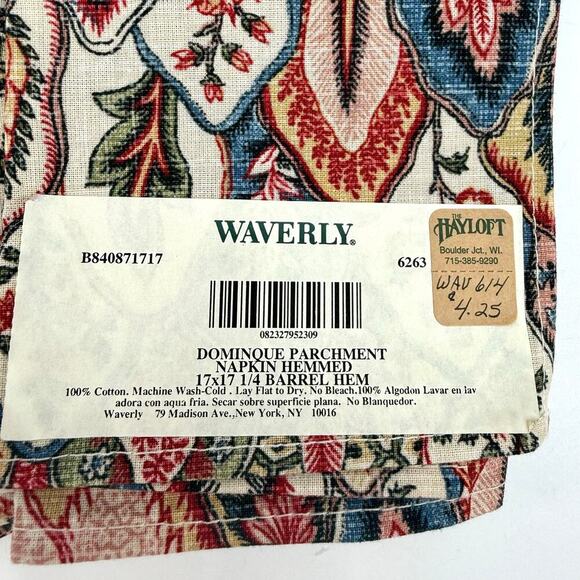 WAVERLY®
B840871717
6263
082327952309
DOMINQUE PARCHMENT
NAPKIN HEMMED
17x17 1/4 BARREL HEM
100% Cotton. Machine Wash-Cold . Lay Flat to Dry. No Bleach.100% Algodon Lavar en lav
adora con aqua fria. Secar sobre superficie plana. No Blanquedor.
Waverly 79 Madison Ave.,New York, NY 10016
THE
HAYLOFT
Boulder Jct., WI.
715-385-9290
WAV 614
4.25